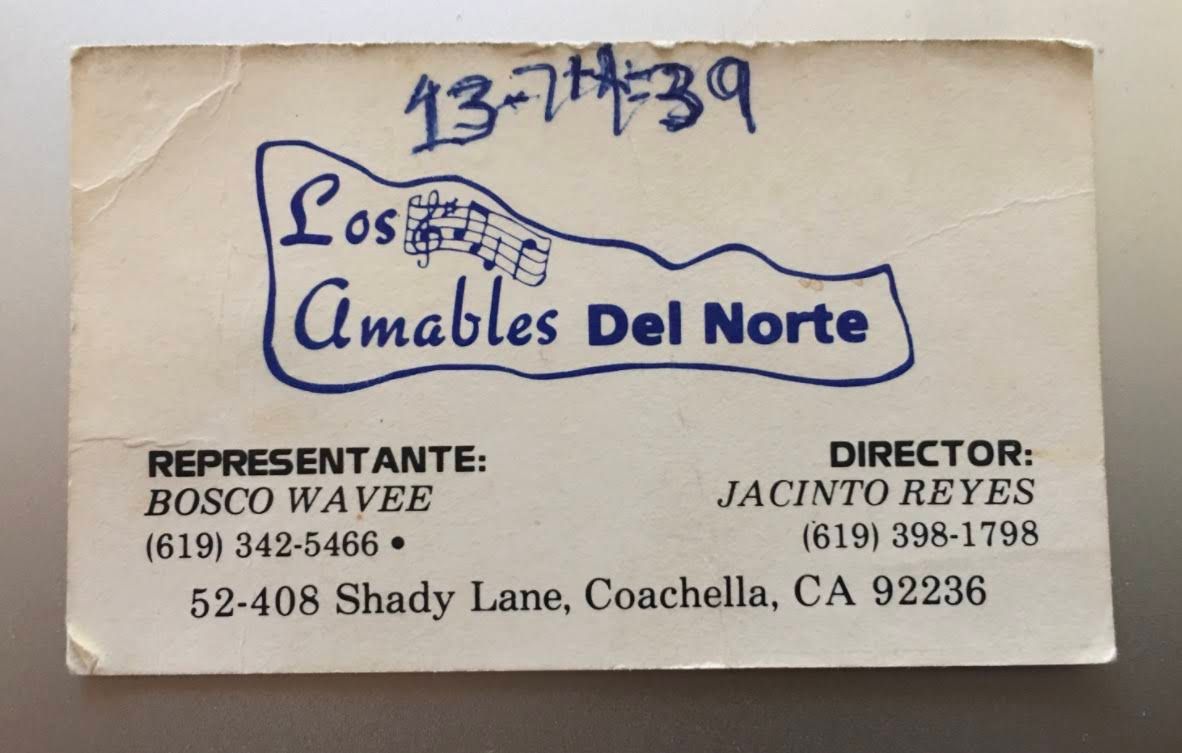 Los
Amables Del Norte
REPRESENTANTE:
BOSCO WAVEE
(619) 342-5466 •
DIRECTOR:
JACINTO REYES
(619) 398-1798
52-408 Shady Lane, Coachella, CA 92236